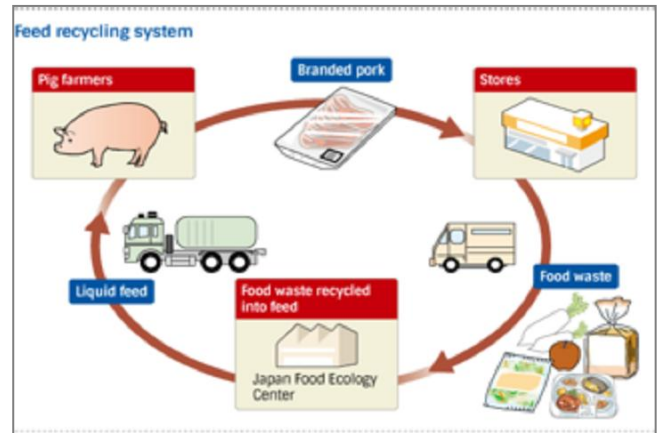 Feed recycling system
Branded pork
Pig farmers
Stores
Liquid feed
Food waste
Food waste recycled
into feed
Japan Food Ecology
Center